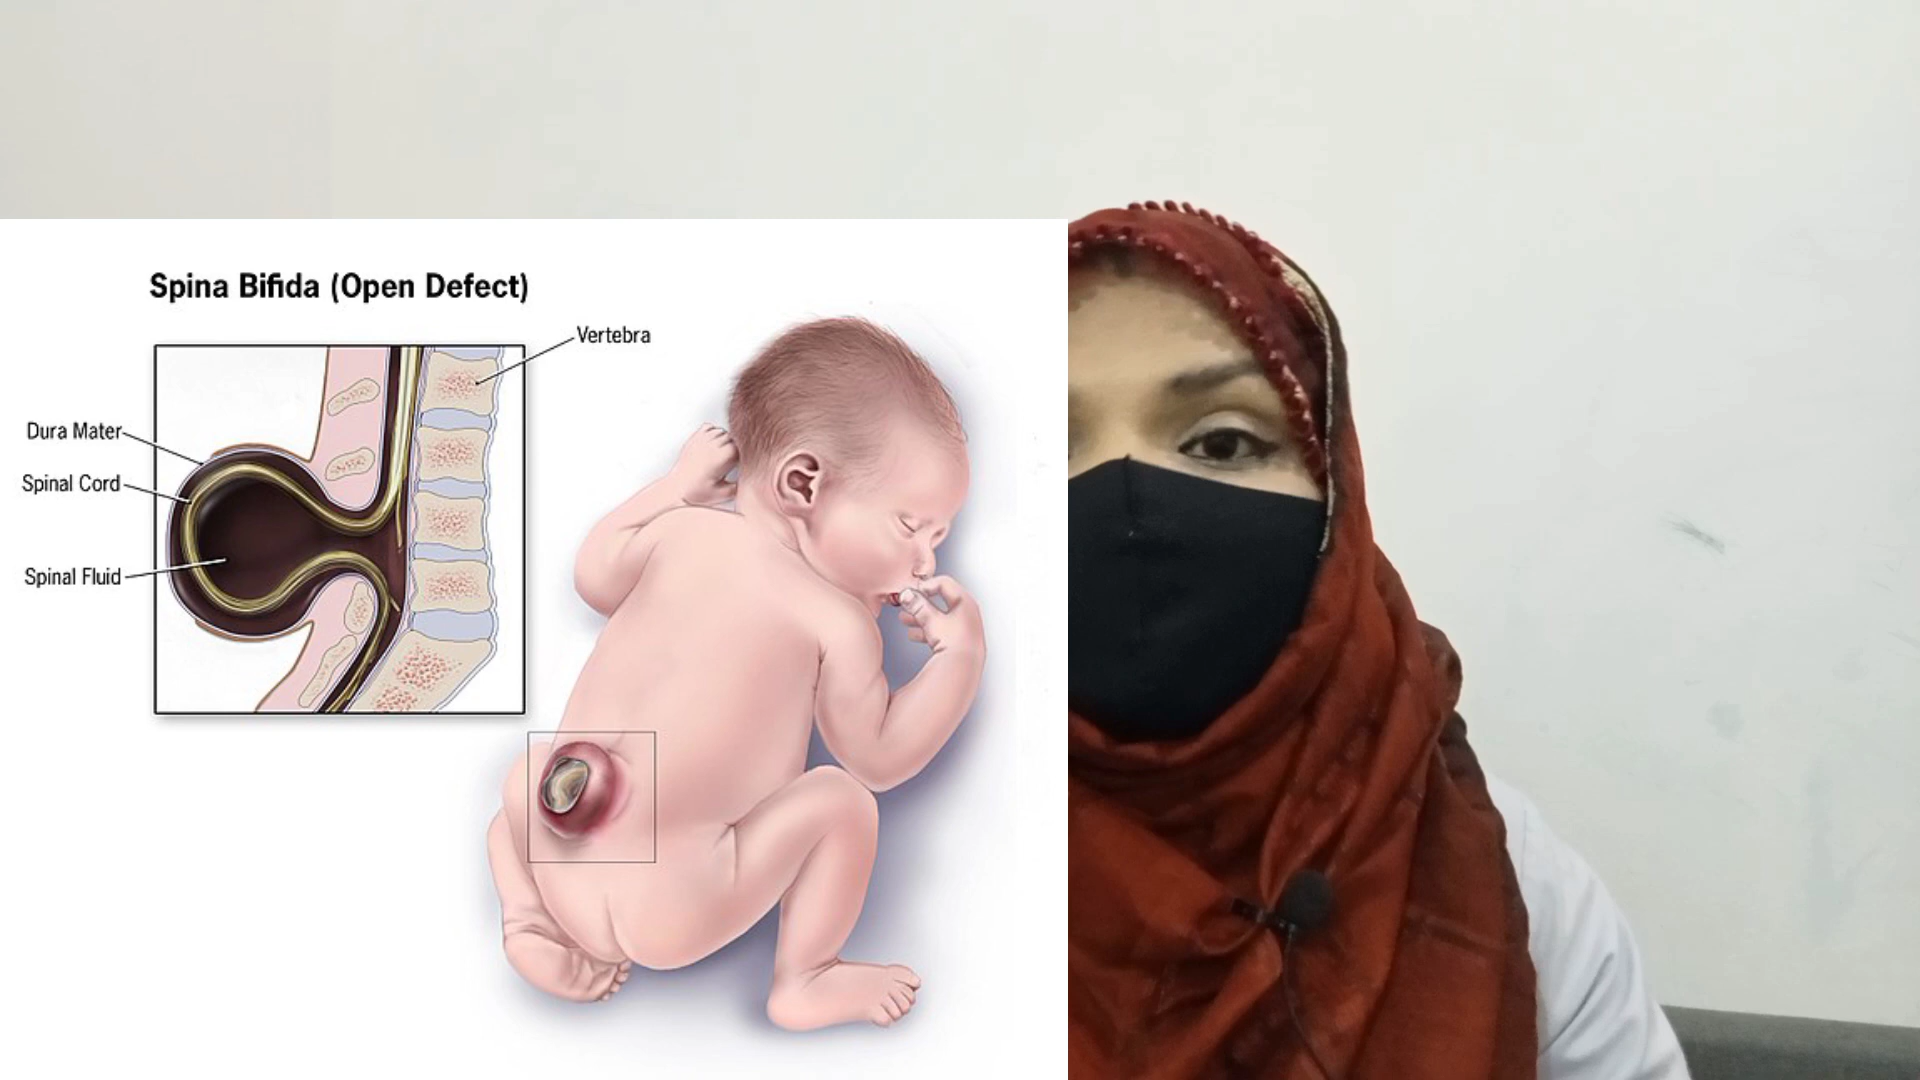 Spina Bifida (Open Defect)
Vertebra
Dura Mater
Spinal Cord
Spinal Fluid